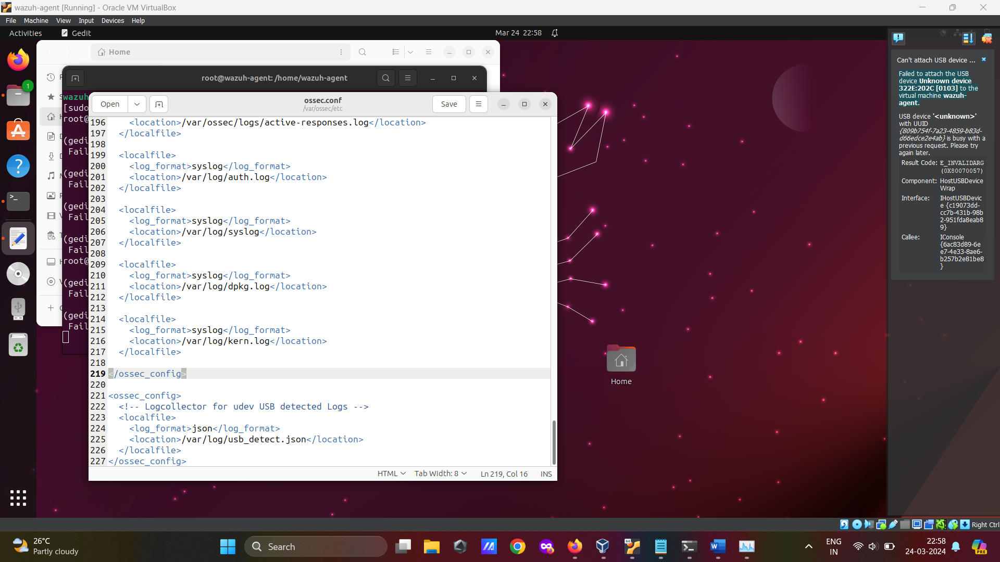 wazuh-agent [Running] - Oracle VM VirtualBox
File Machine View Input Devices Help
Activities Gedit Mar 24 22:58
Home
root@wazuh-agent: /home/wazuh-agent
wazuh
[sudo
root@
(gedi
Fail
(gedi
Fail
(gedi
Fail
(gedi
Fail
root@
(gedi
Fail
(gedi
Fail
1
Open
ossec.conf
/var/ossec/etc
Save
196 <location>/var/ossec/logs/active-responses.log</location>
197 </localfile>
198
199 <localfile>
200 <log_format>syslog</log_format>
201 <location>/var/log/auth.log</location>
202 </localfile>
203
204 <localfile>
205 <log_format>syslog</log_format>
206 <location>/var/log/syslog</location>
207 </localfile>
208
209 <localfile>
210 <log_format>syslog</log_format>
211 <location>/var/log/dpkg.log</location>
212 </localfile>
213
214 <localfile>
215 <log_format>syslog</log_format>
216 <location>/var/log/kern.log</location>
217 </localfile>
218
219 </ossec_config>
220
221 <ossec_config>
222 <!-- Logcollector for udev USB detected Logs -->
223 <localfile>
224 <log_format>json</log_format>
225 <location>/var/log/usb_detect.json</location>
226 </localfile>
227 </ossec_config>
HTML Tab Width: 8 Ln 219, Col 16 INS
Home
Can't attach USB device ...
Failed to attach the USB
device Unknown device
322E:202C [0103] to the
virtual machine wazuh-
agent.
USB device '<unknown>'
with UUID
{809b754f-7a23-4859-b83d-
d66edce2e4ab} is busy with a
previous request. Please try
again later.
Result Code: E_INVALIDARG
(0X80070057)
Component: HostUSBDevice
Wrap
Interface: IHostUSBDevic
e {c19073dd-
cc7b-431b-98b
2-951fda8eab8
9}
Callee: IConsole
{6ac83d89-6e
e7-4e33-8ae6-
b257b2e81be8
}
Right Ctrl
26°C
Partly cloudy
Search
ENG
IN
22:58
24-03-2024
PRE